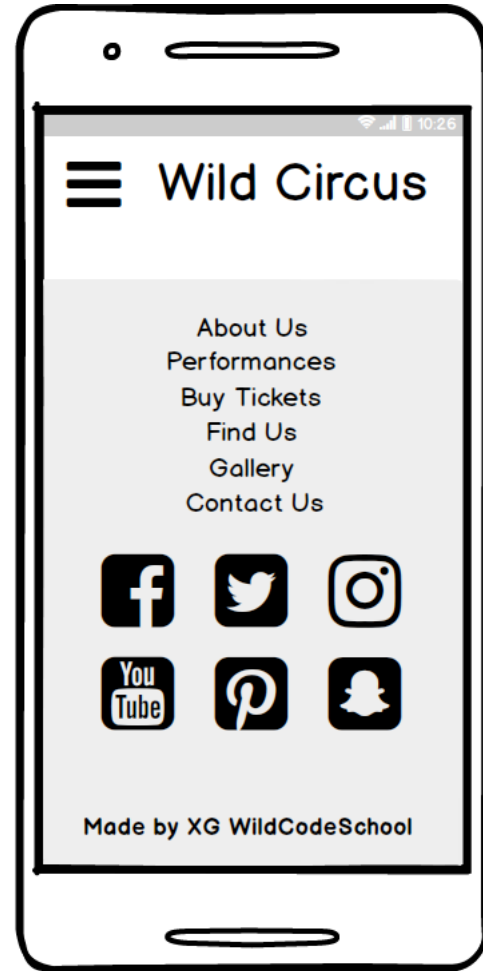 10:26
Wild Circus
About Us
Performances
Buy Tickets
Find Us
Gallery
Contact Us
You
Tube
Made by XG WildCodeSchool